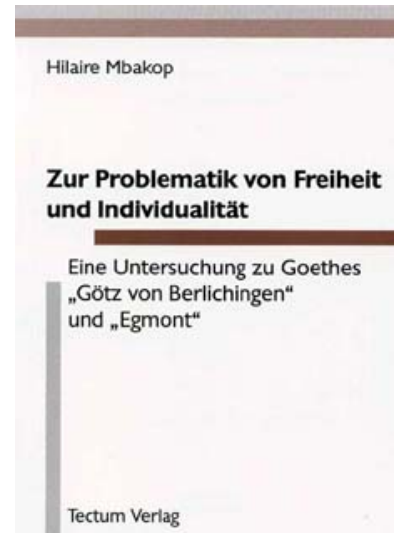 Hilaire Mbakop
Zur Problematik von Freiheit
und Individualität
Eine Untersuchung zu Goethes
„Götz von Berlichingen“
und „Egmont“
Tectum Verlag